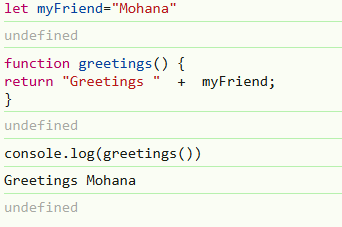 let myFriend="Mohana"
undefined
function greetings() {
return "Greetings "  +  myFriend;
}
undefined
console.log(greetings())
Greetings Mohana
undefined